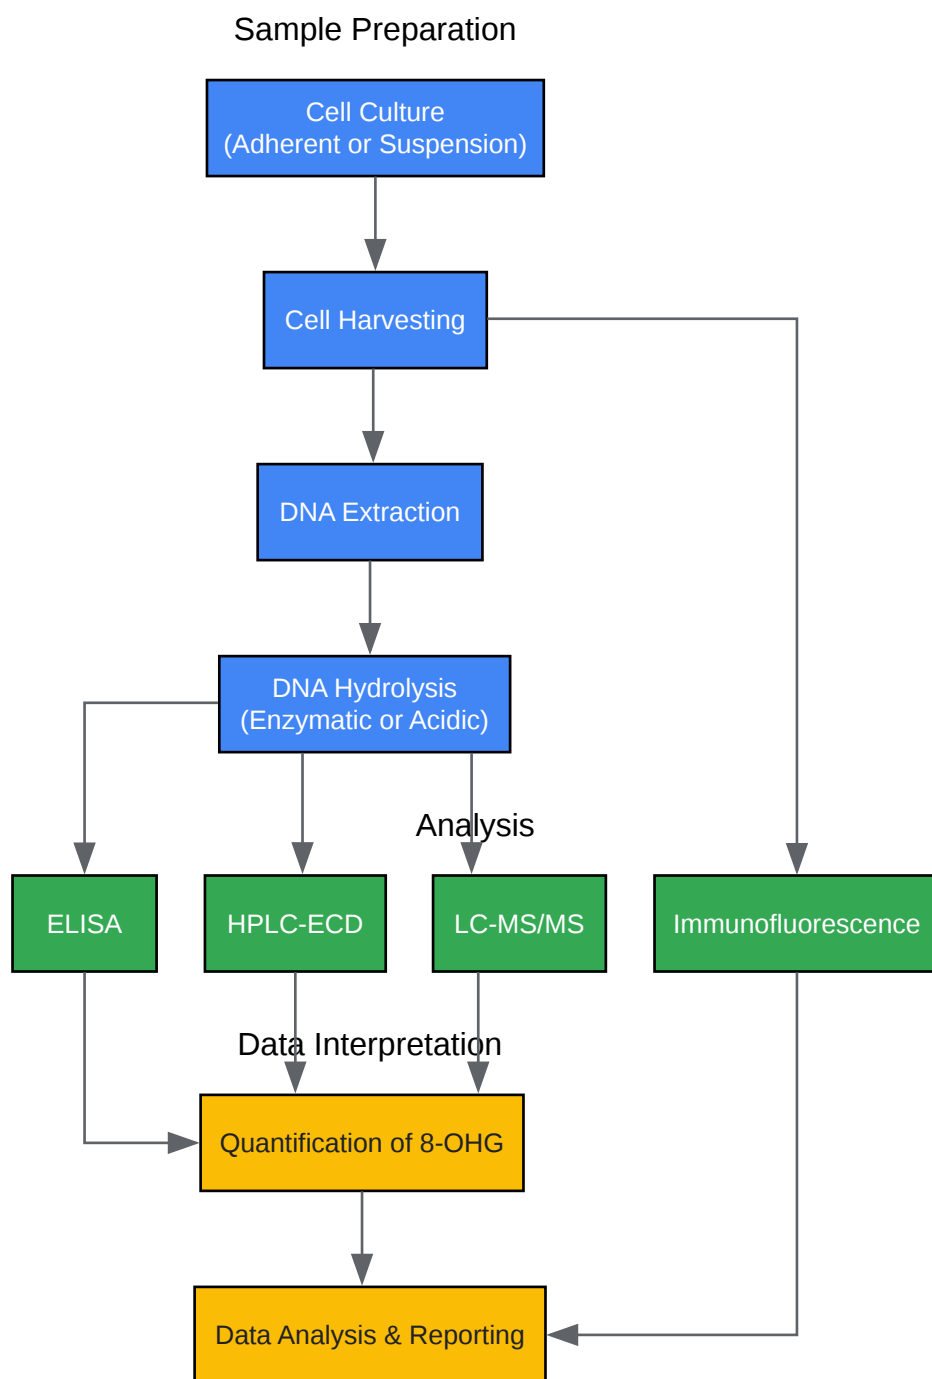 Sample Preparation
Cell Culture
(Adherent or Suspension)
Cell Harvesting
DNA Extraction
DNA Hydrolysis
(Enzymatic or Acidic)
Analysis
ELISA
HPLC-ECD
LC-MS/MS
Immunofluorescence
Data Interpretation
Quantification of 8-OHG
Data Analysis & Reporting